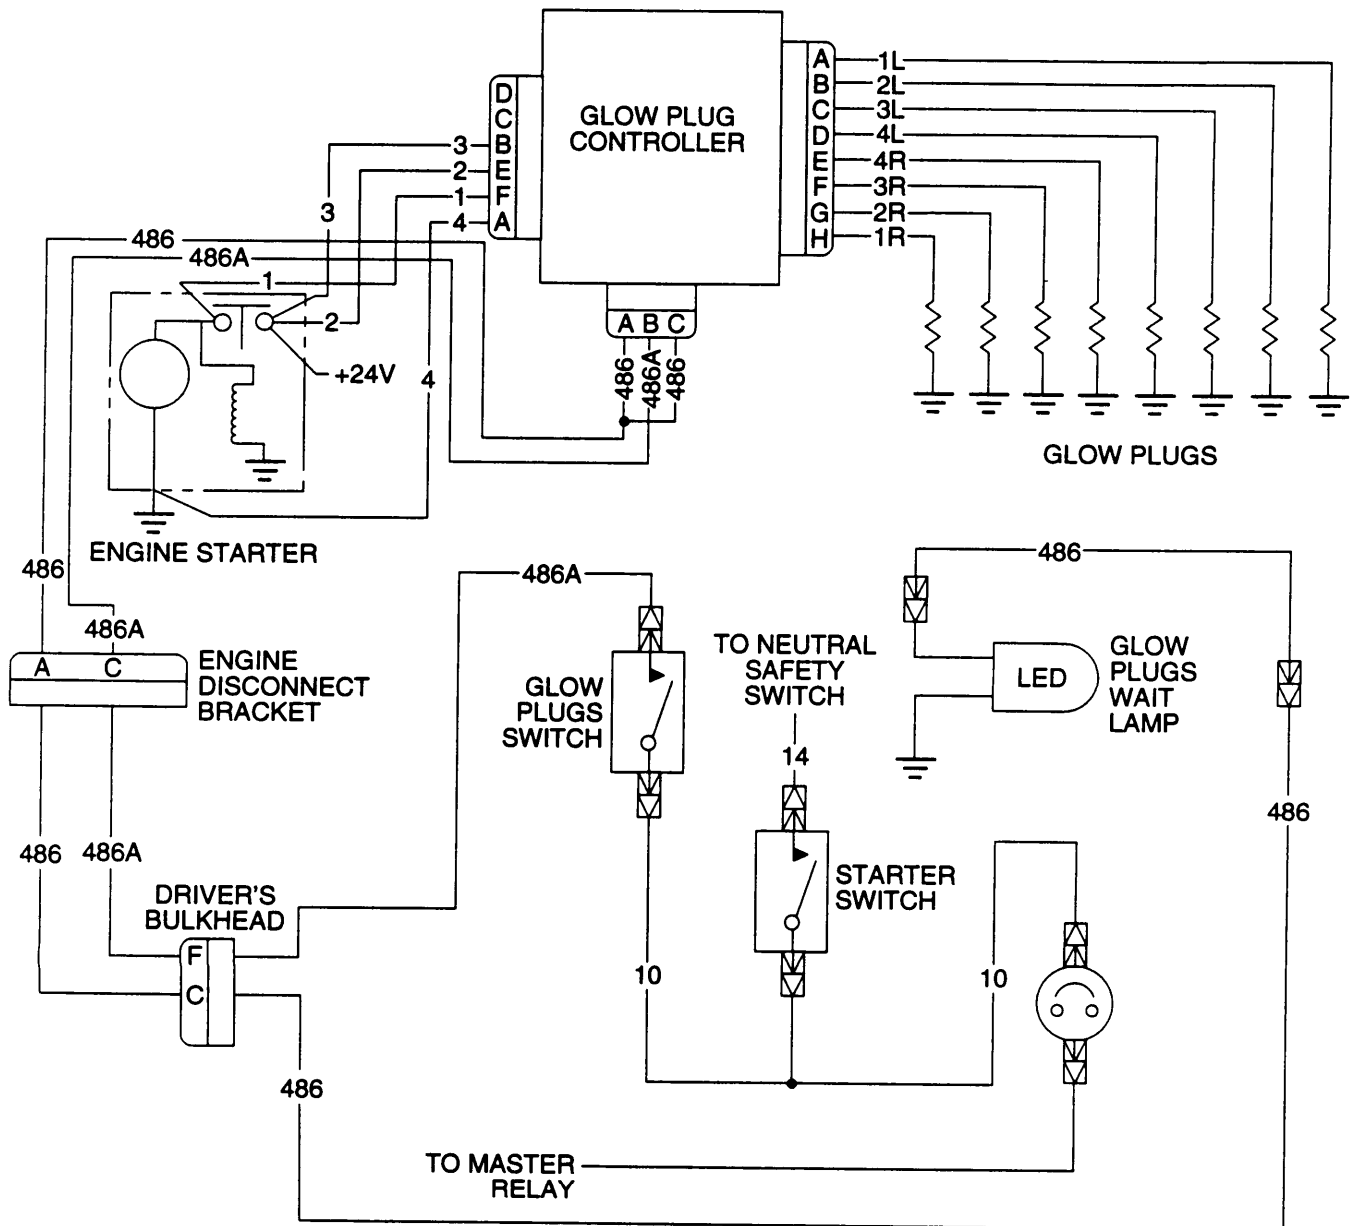 GLOW PLUG
CONTROLLER
D
C
B
E
F
A
3
2
1
4
A
B
C
D
E
F
G
H
1L
2L
3L
4L
4R
3R
2R
1R
3
486
486A
1
2
+24V
4
A B C
486
486A
486
GLOW PLUGS
ENGINE STARTER
486
486A
A C
ENGINE
DISCONNECT
BRACKET
486A
GLOW
PLUGS
SWITCH
TO NEUTRAL
SAFETY
SWITCH
14
486
LED
GLOW
PLUGS
WAIT
LAMP
486
486
486A
DRIVER'S
BULKHEAD
F
C
STARTER
SWITCH
10
10
486
TO MASTER
RELAY